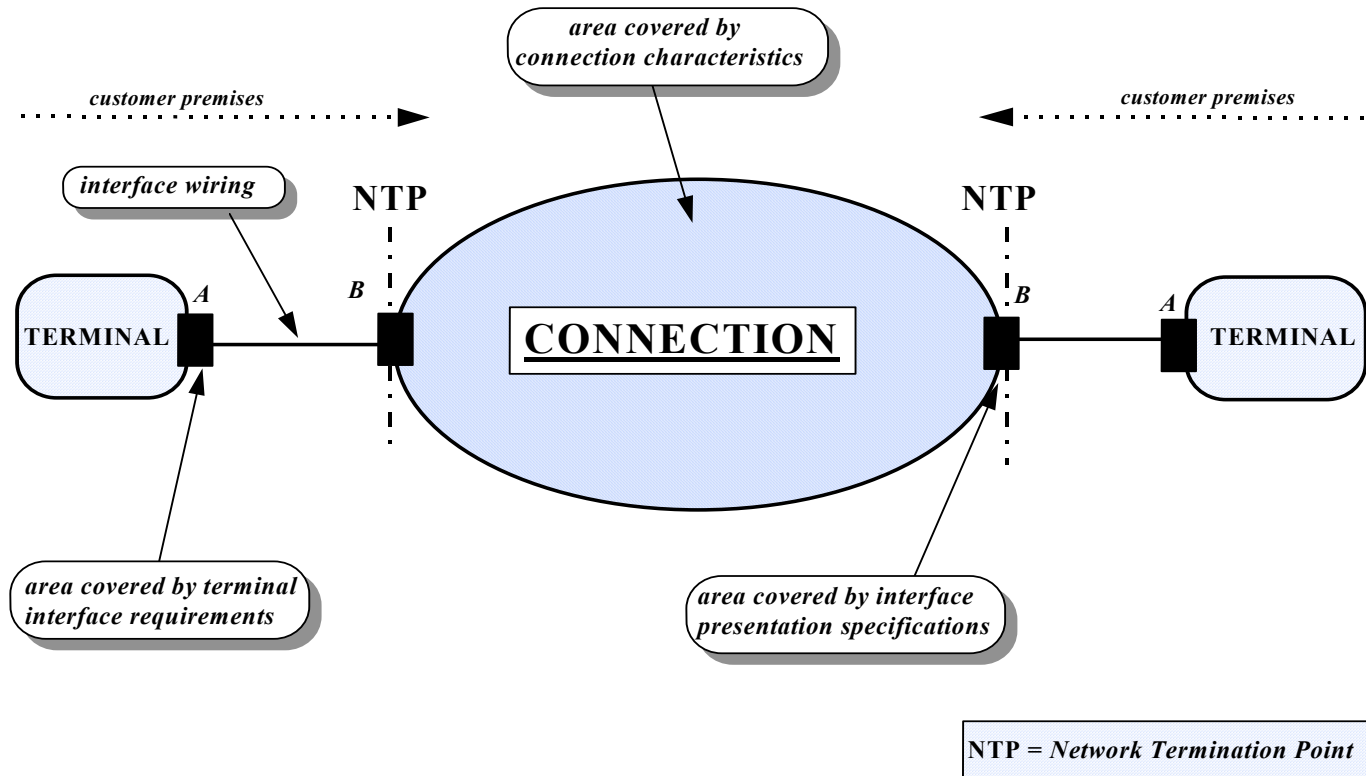 area covered by
connection characteristics
customer premises
customer premises
interface wiring
NTP
NTP
A
B
B
A
TERMINAL
CONNECTION
TERMINAL
area covered by terminal
interface requirements
area covered by interface
presentation specifications
NTP = Network Termination Point